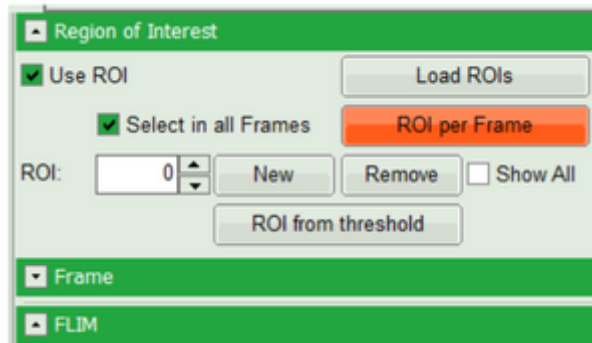 Region of Interest
Use ROI Load ROIs
Select in all Frames ROI per Frame
ROI: 0 New Remove Show All
ROI from threshold
Frame
FLIM